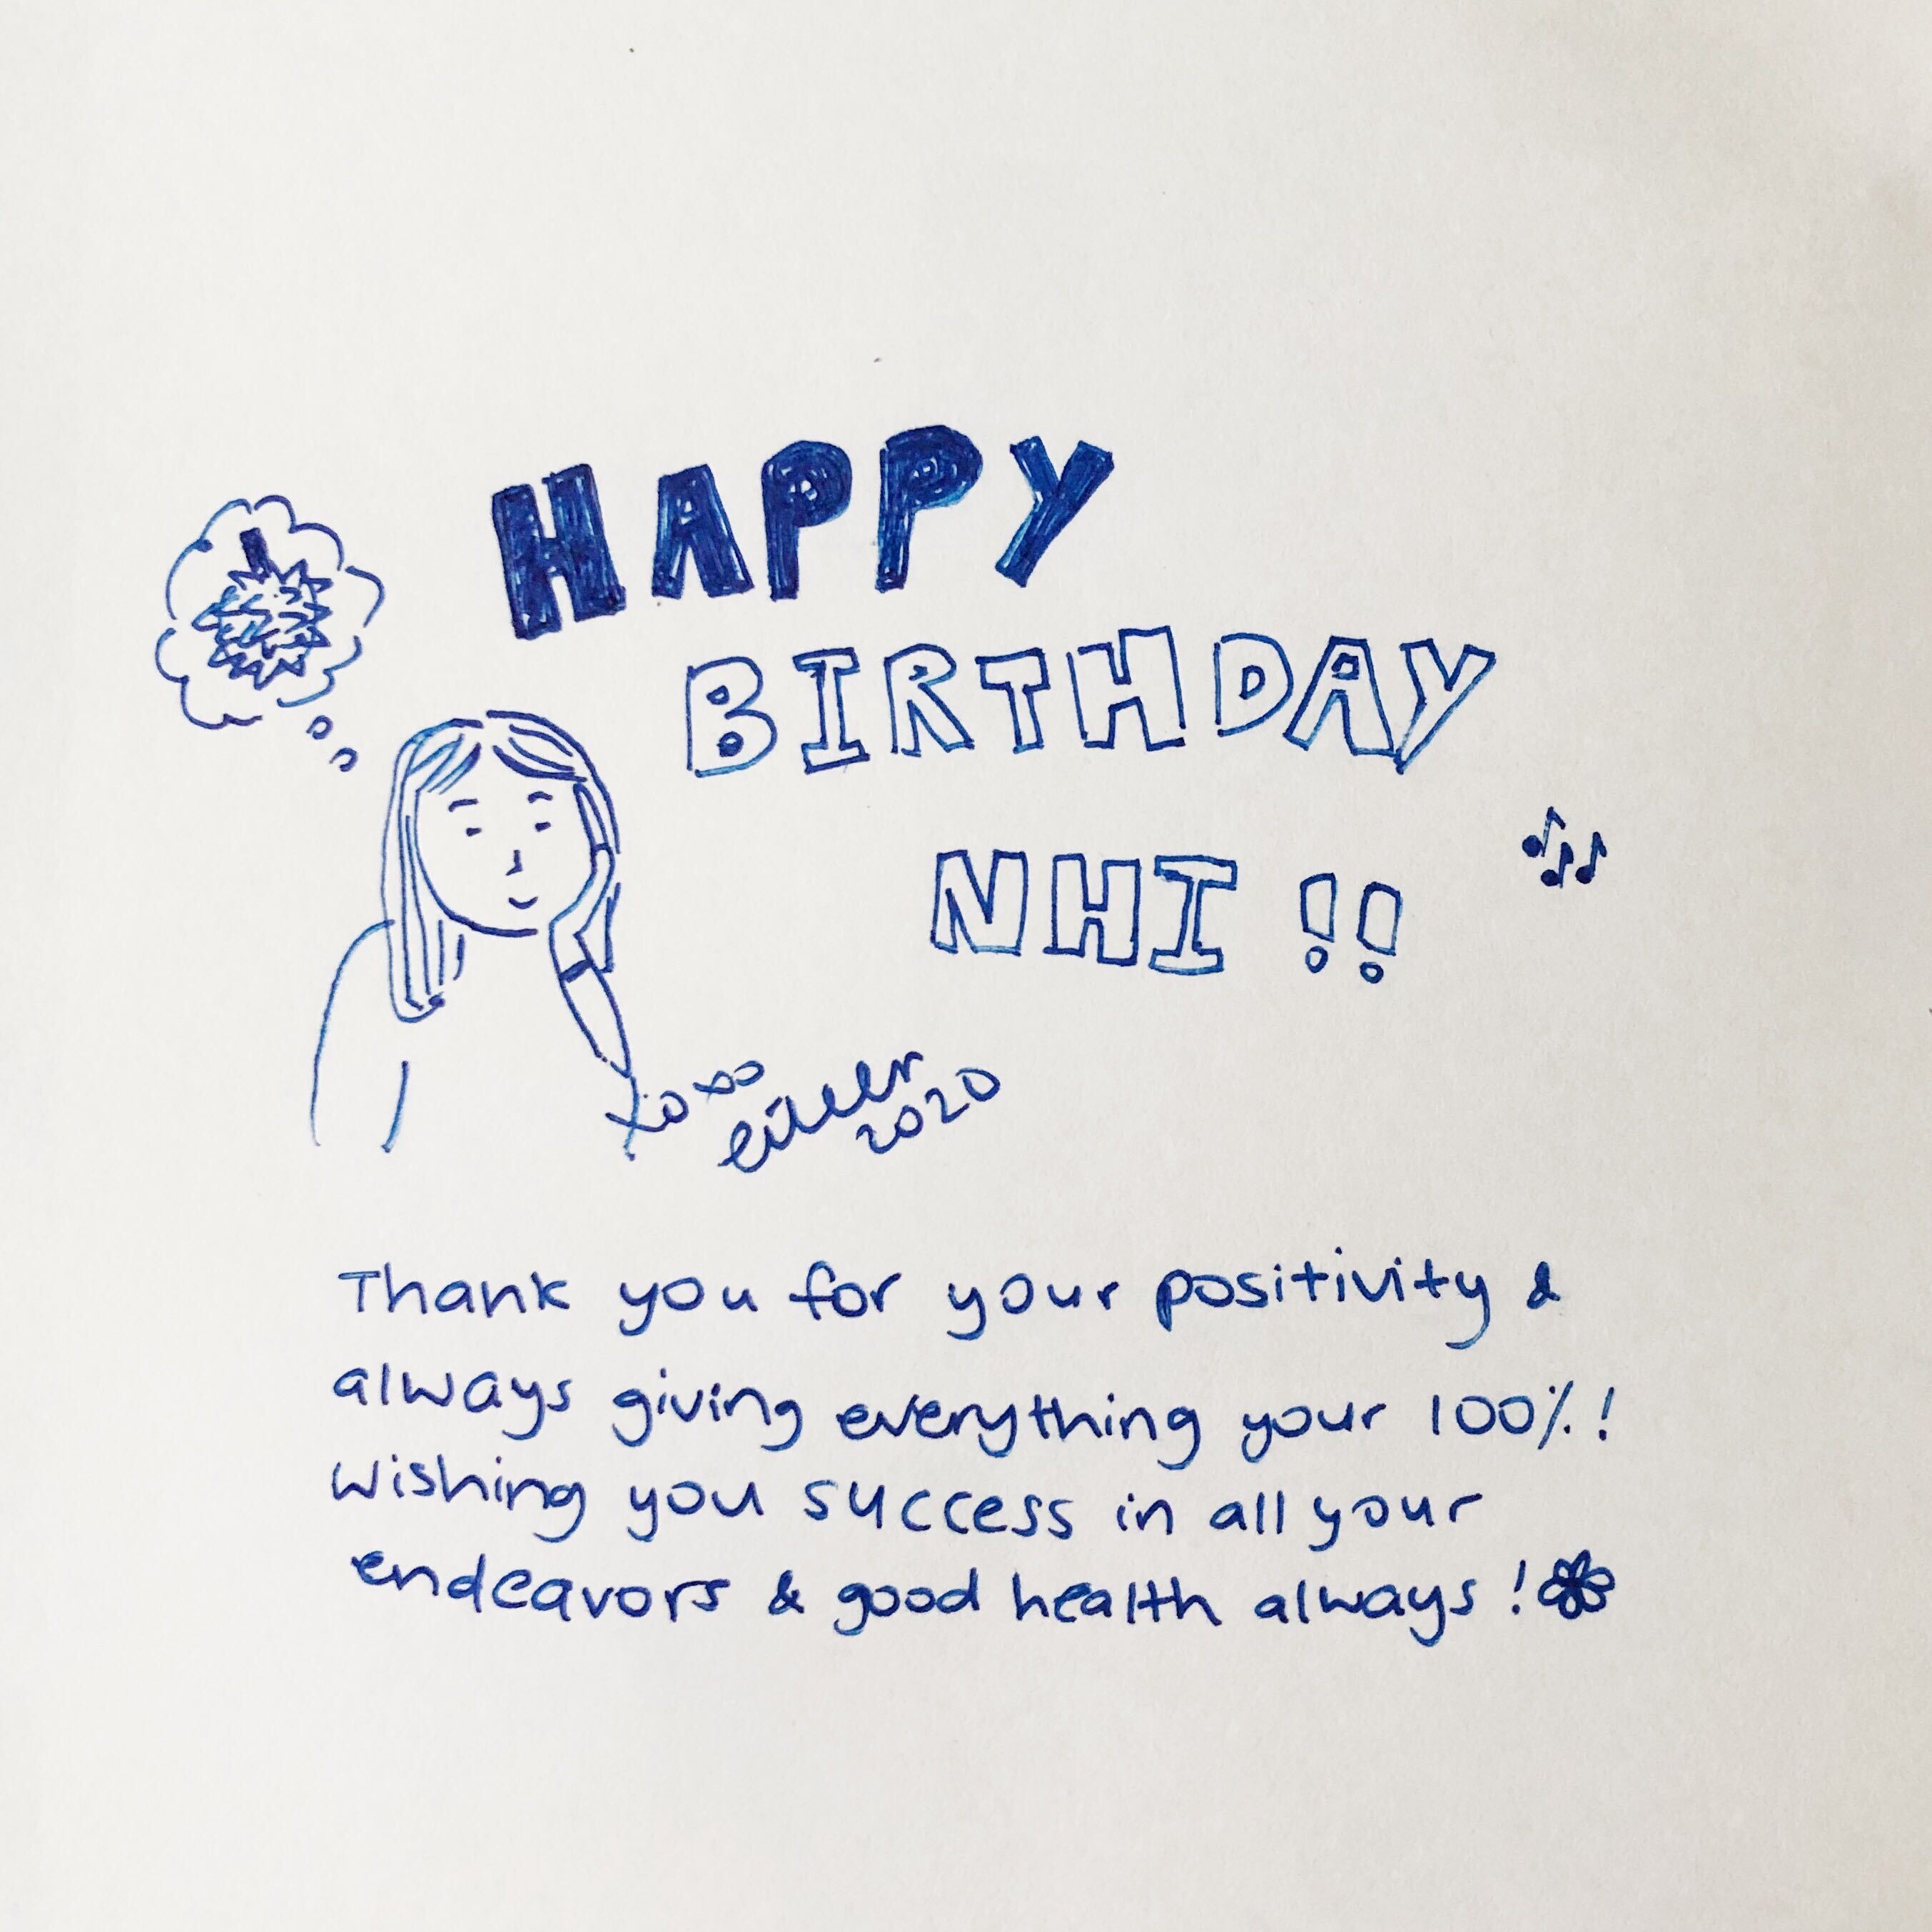 HAPPY
BIRTHDAY
NHI !!
xoxo
2020
Thank you for your positivity &
always giving everything your 100%!
Wishing you success in all your
endeavors & good health always!